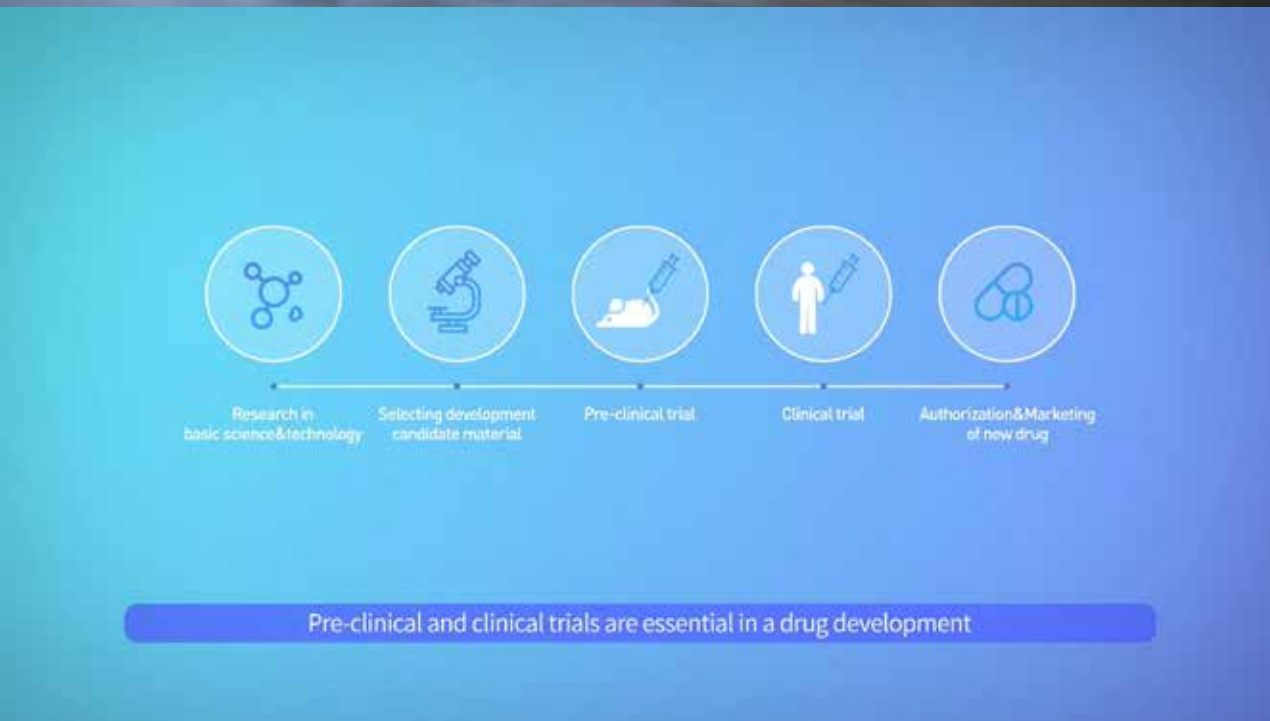 Research in
basic science&technology
Selecting development
candidate material
Pre-clinical trial
Clinical trial
Authorization&Marketing
of new drug
Pre-clinical and clinical trials are essential in a drug development